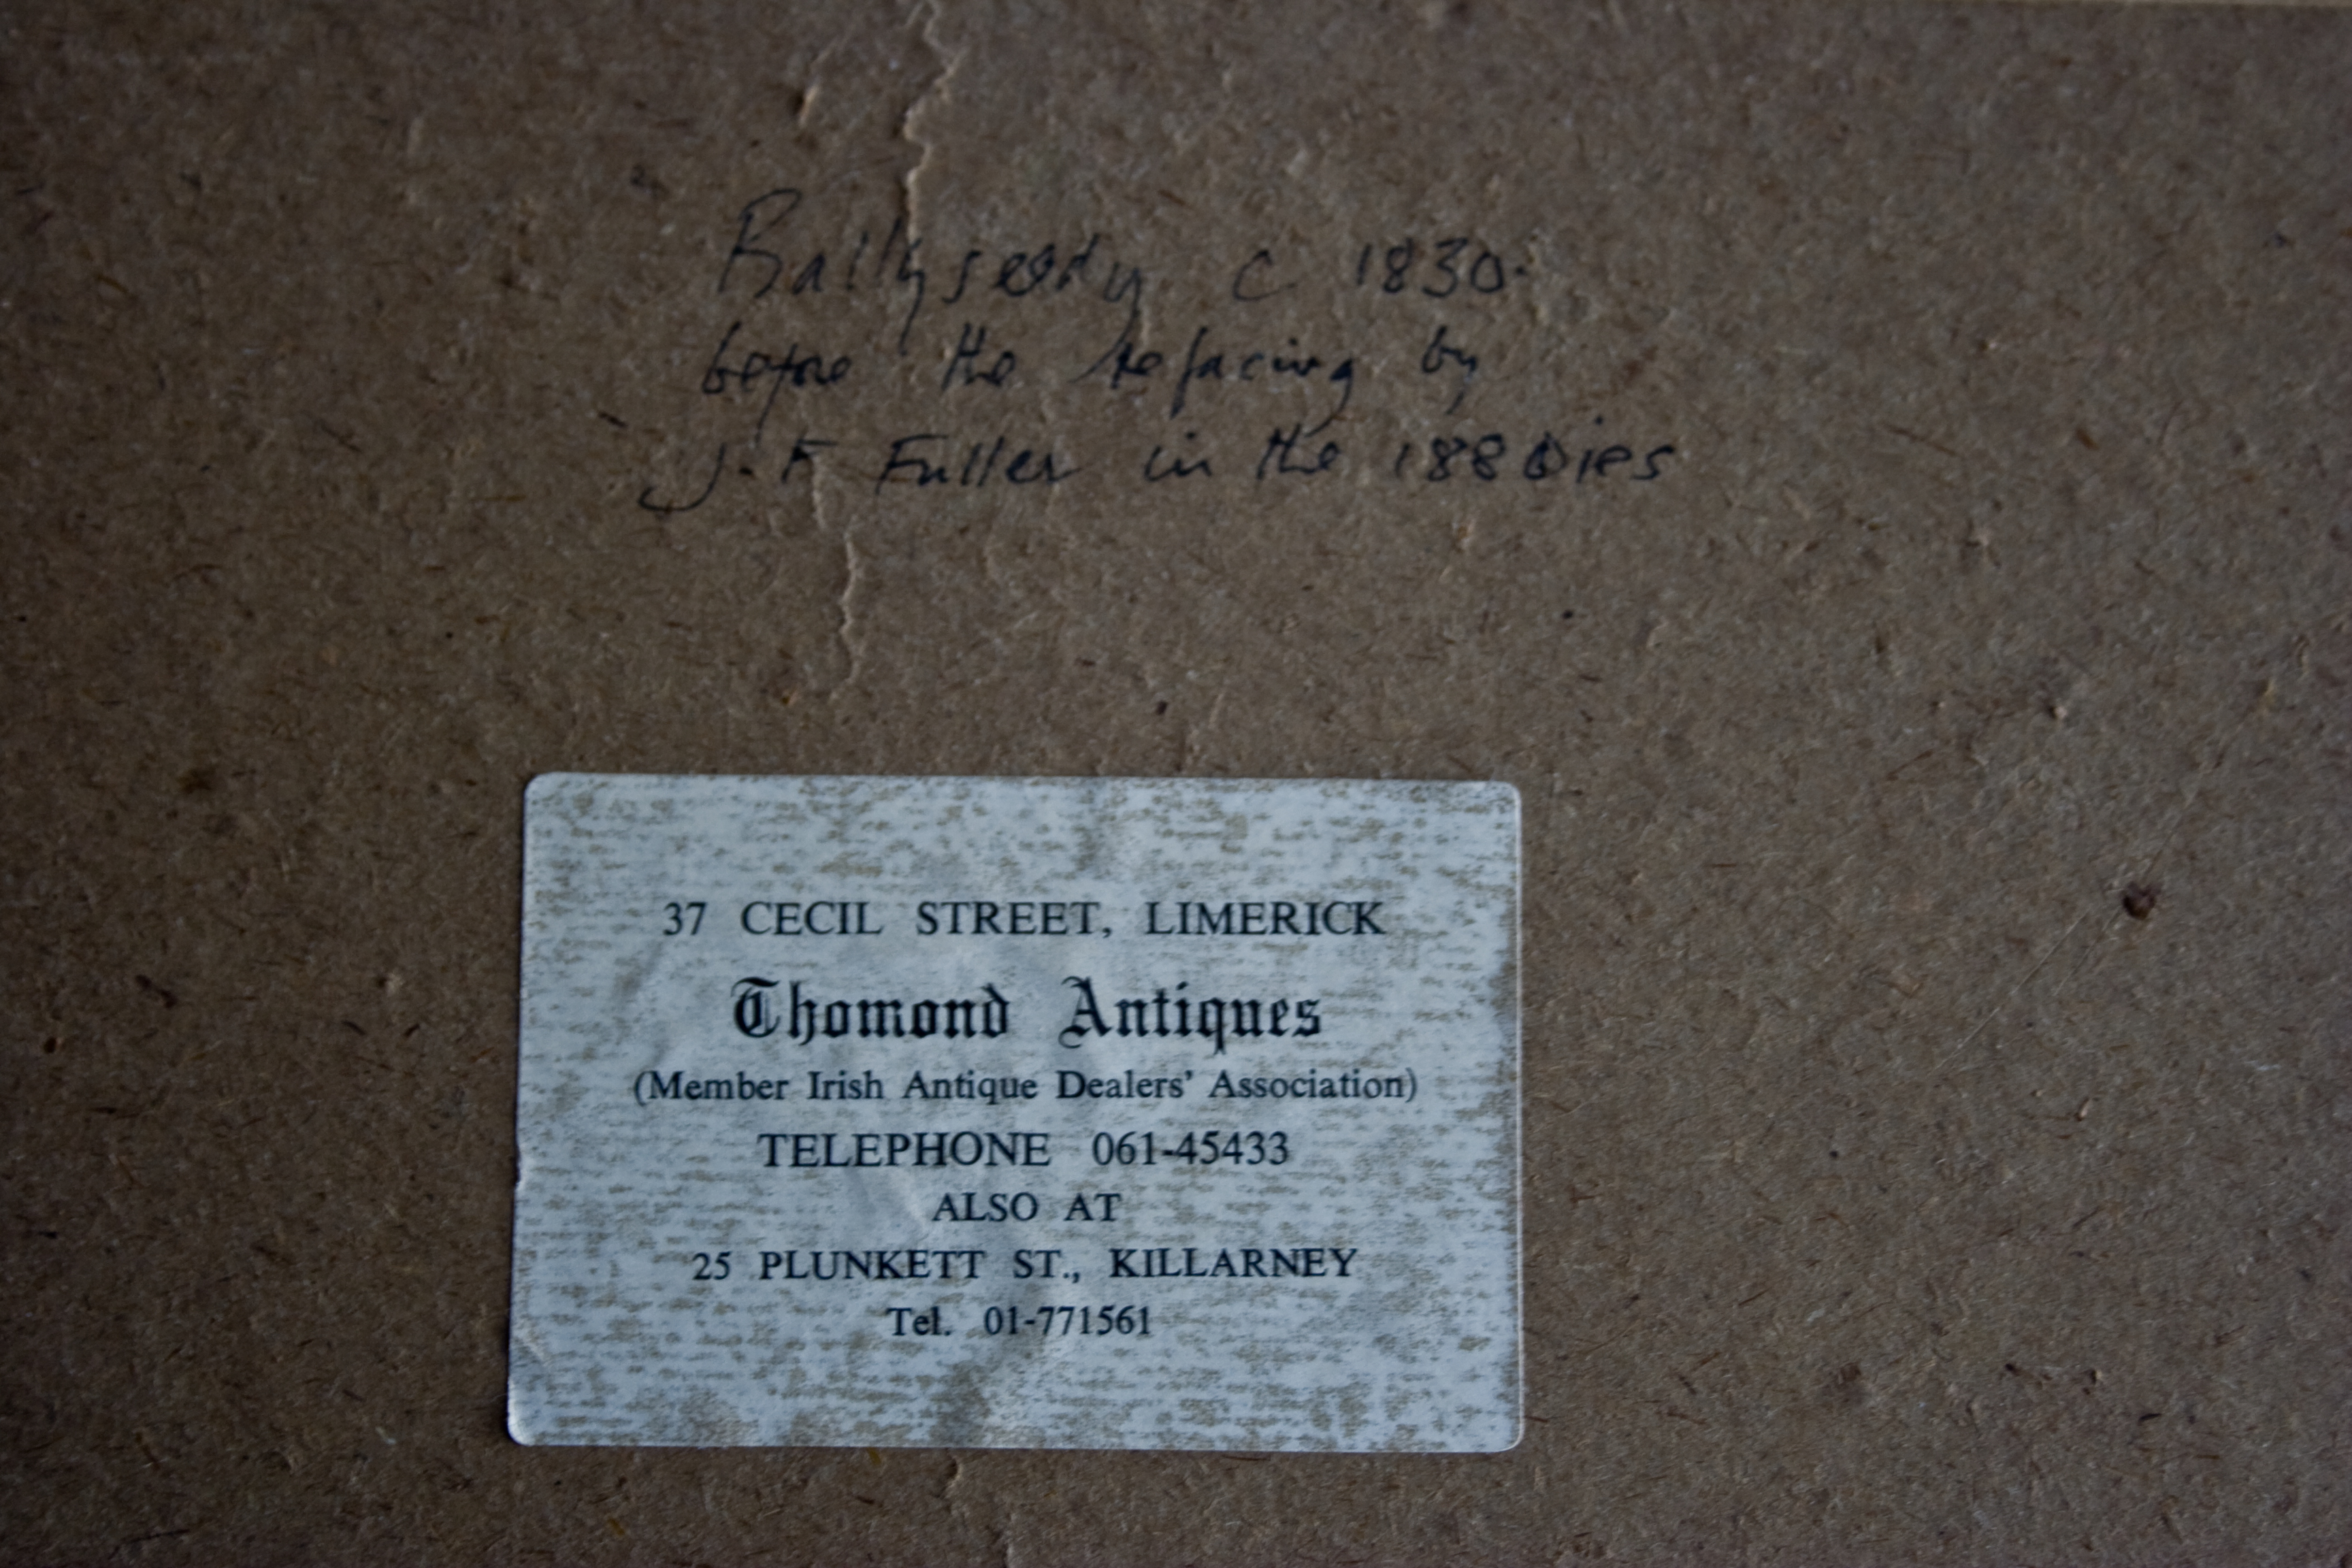 Ballyseedy c 1830.
before the refacing by
J. F Fuller in the 1880ies
37 CECIL STREET, LIMERICK
Thomond Antiques
(Member Irish Antique Dealers' Association)
TELEPHONE 061-45433
ALSO AT
25 PLUNKETT ST., KILLARNEY
Tel. 01-771561